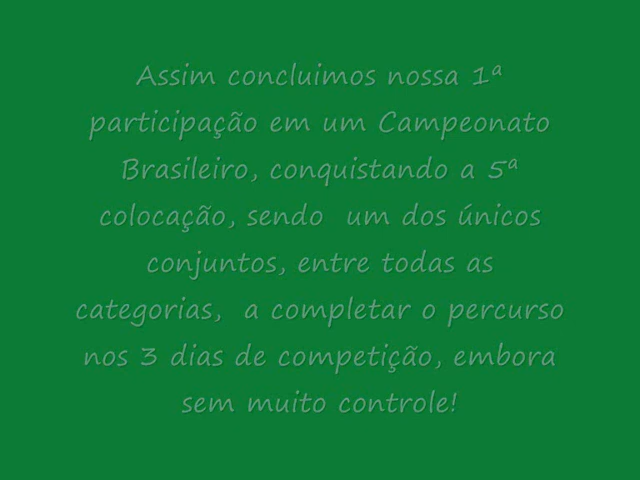 Assim concluimos nossa 1ª
participação em um Campeonato
Brasileiro, conquistando a 5ª
colocação, sendo  um dos únicos
conjuntos, entre todas as
categorias,  a completar o percurso
nos 3 dias de competição, embora
sem muito controle!